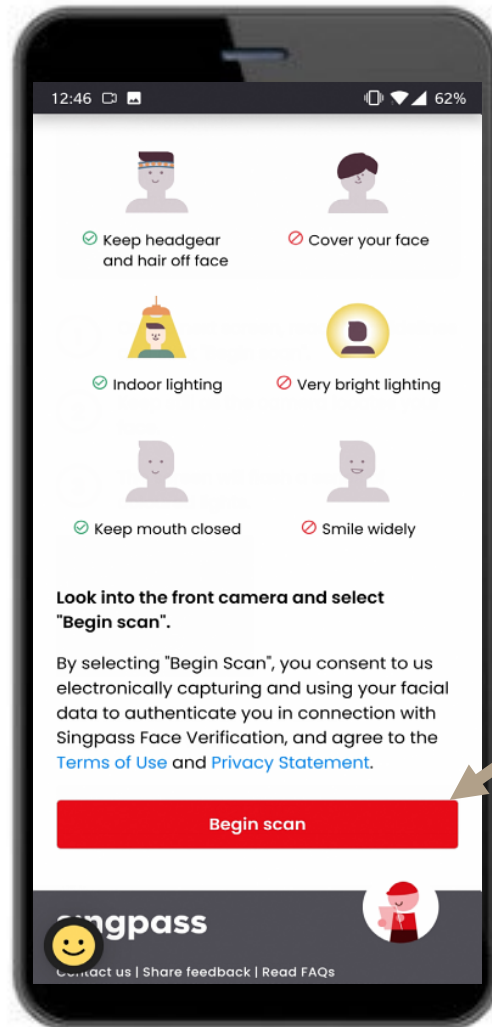 12:46 62%
Keep headgear and hair off face
Cover your face
Indoor lighting
Very bright lighting
Keep mouth closed
Smile widely
Look into the front camera and select
"Begin scan".
By selecting "Begin Scan", you consent to us
electronically capturing and using your facial
data to authenticate you in connection with
Singpass Face Verification, and agree to the
Terms of Use and Privacy Statement.
Begin scan
singpass
Contact us | Share feedback | Read FAQs